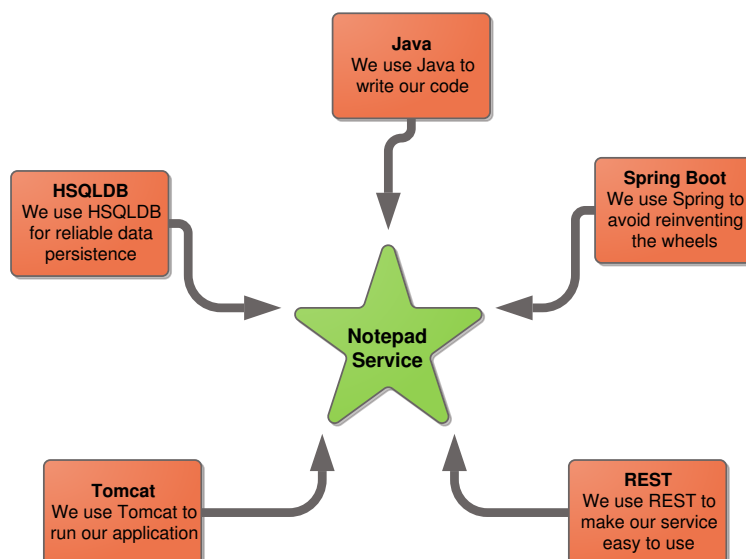 Java
We use Java to
write our code
HSQLDB
We use HSQLDB
for reliable data
persistence
Spring Boot
We use Spring to
avoid reinventing
the wheels
Notepad
Service
Tomcat
We use Tomcat to
run our application
REST
We use REST to
make our service
easy to use